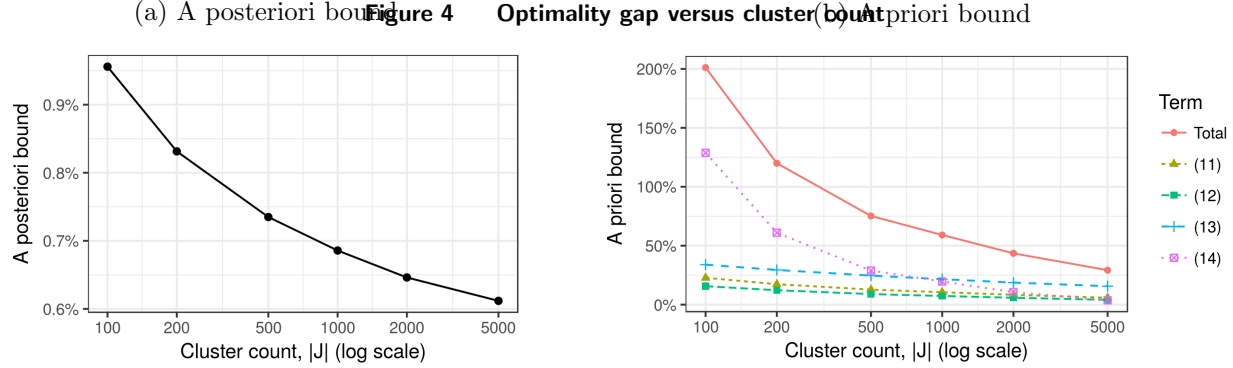 Figure 4 Optimality gap versus cluster count
(a) A posteriori bound
(b) A priori bound
A posteriori bound
0.9%
0.8%
0.7%
0.6%
100 200 500 1000 2000 5000
Cluster count, |J| (log scale)
A priori bound
200%
150%
100%
50%
0%
100 200 500 1000 2000 5000
Cluster count, |J| (log scale)
Term
Total
(11)
(12)
(13)
(14)